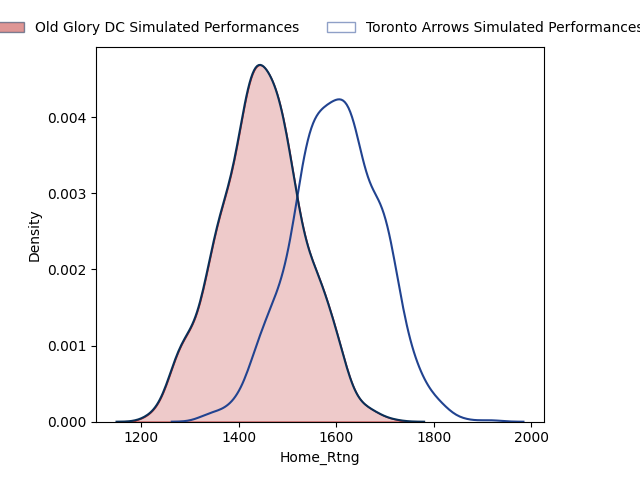 Old Glory DC Simulated Performances
Toronto Arrows Simulated Performances
0.004
0.003
0.002
0.001
0.000
Density
1200
1400
1600
1800
2000
Home_Rtng